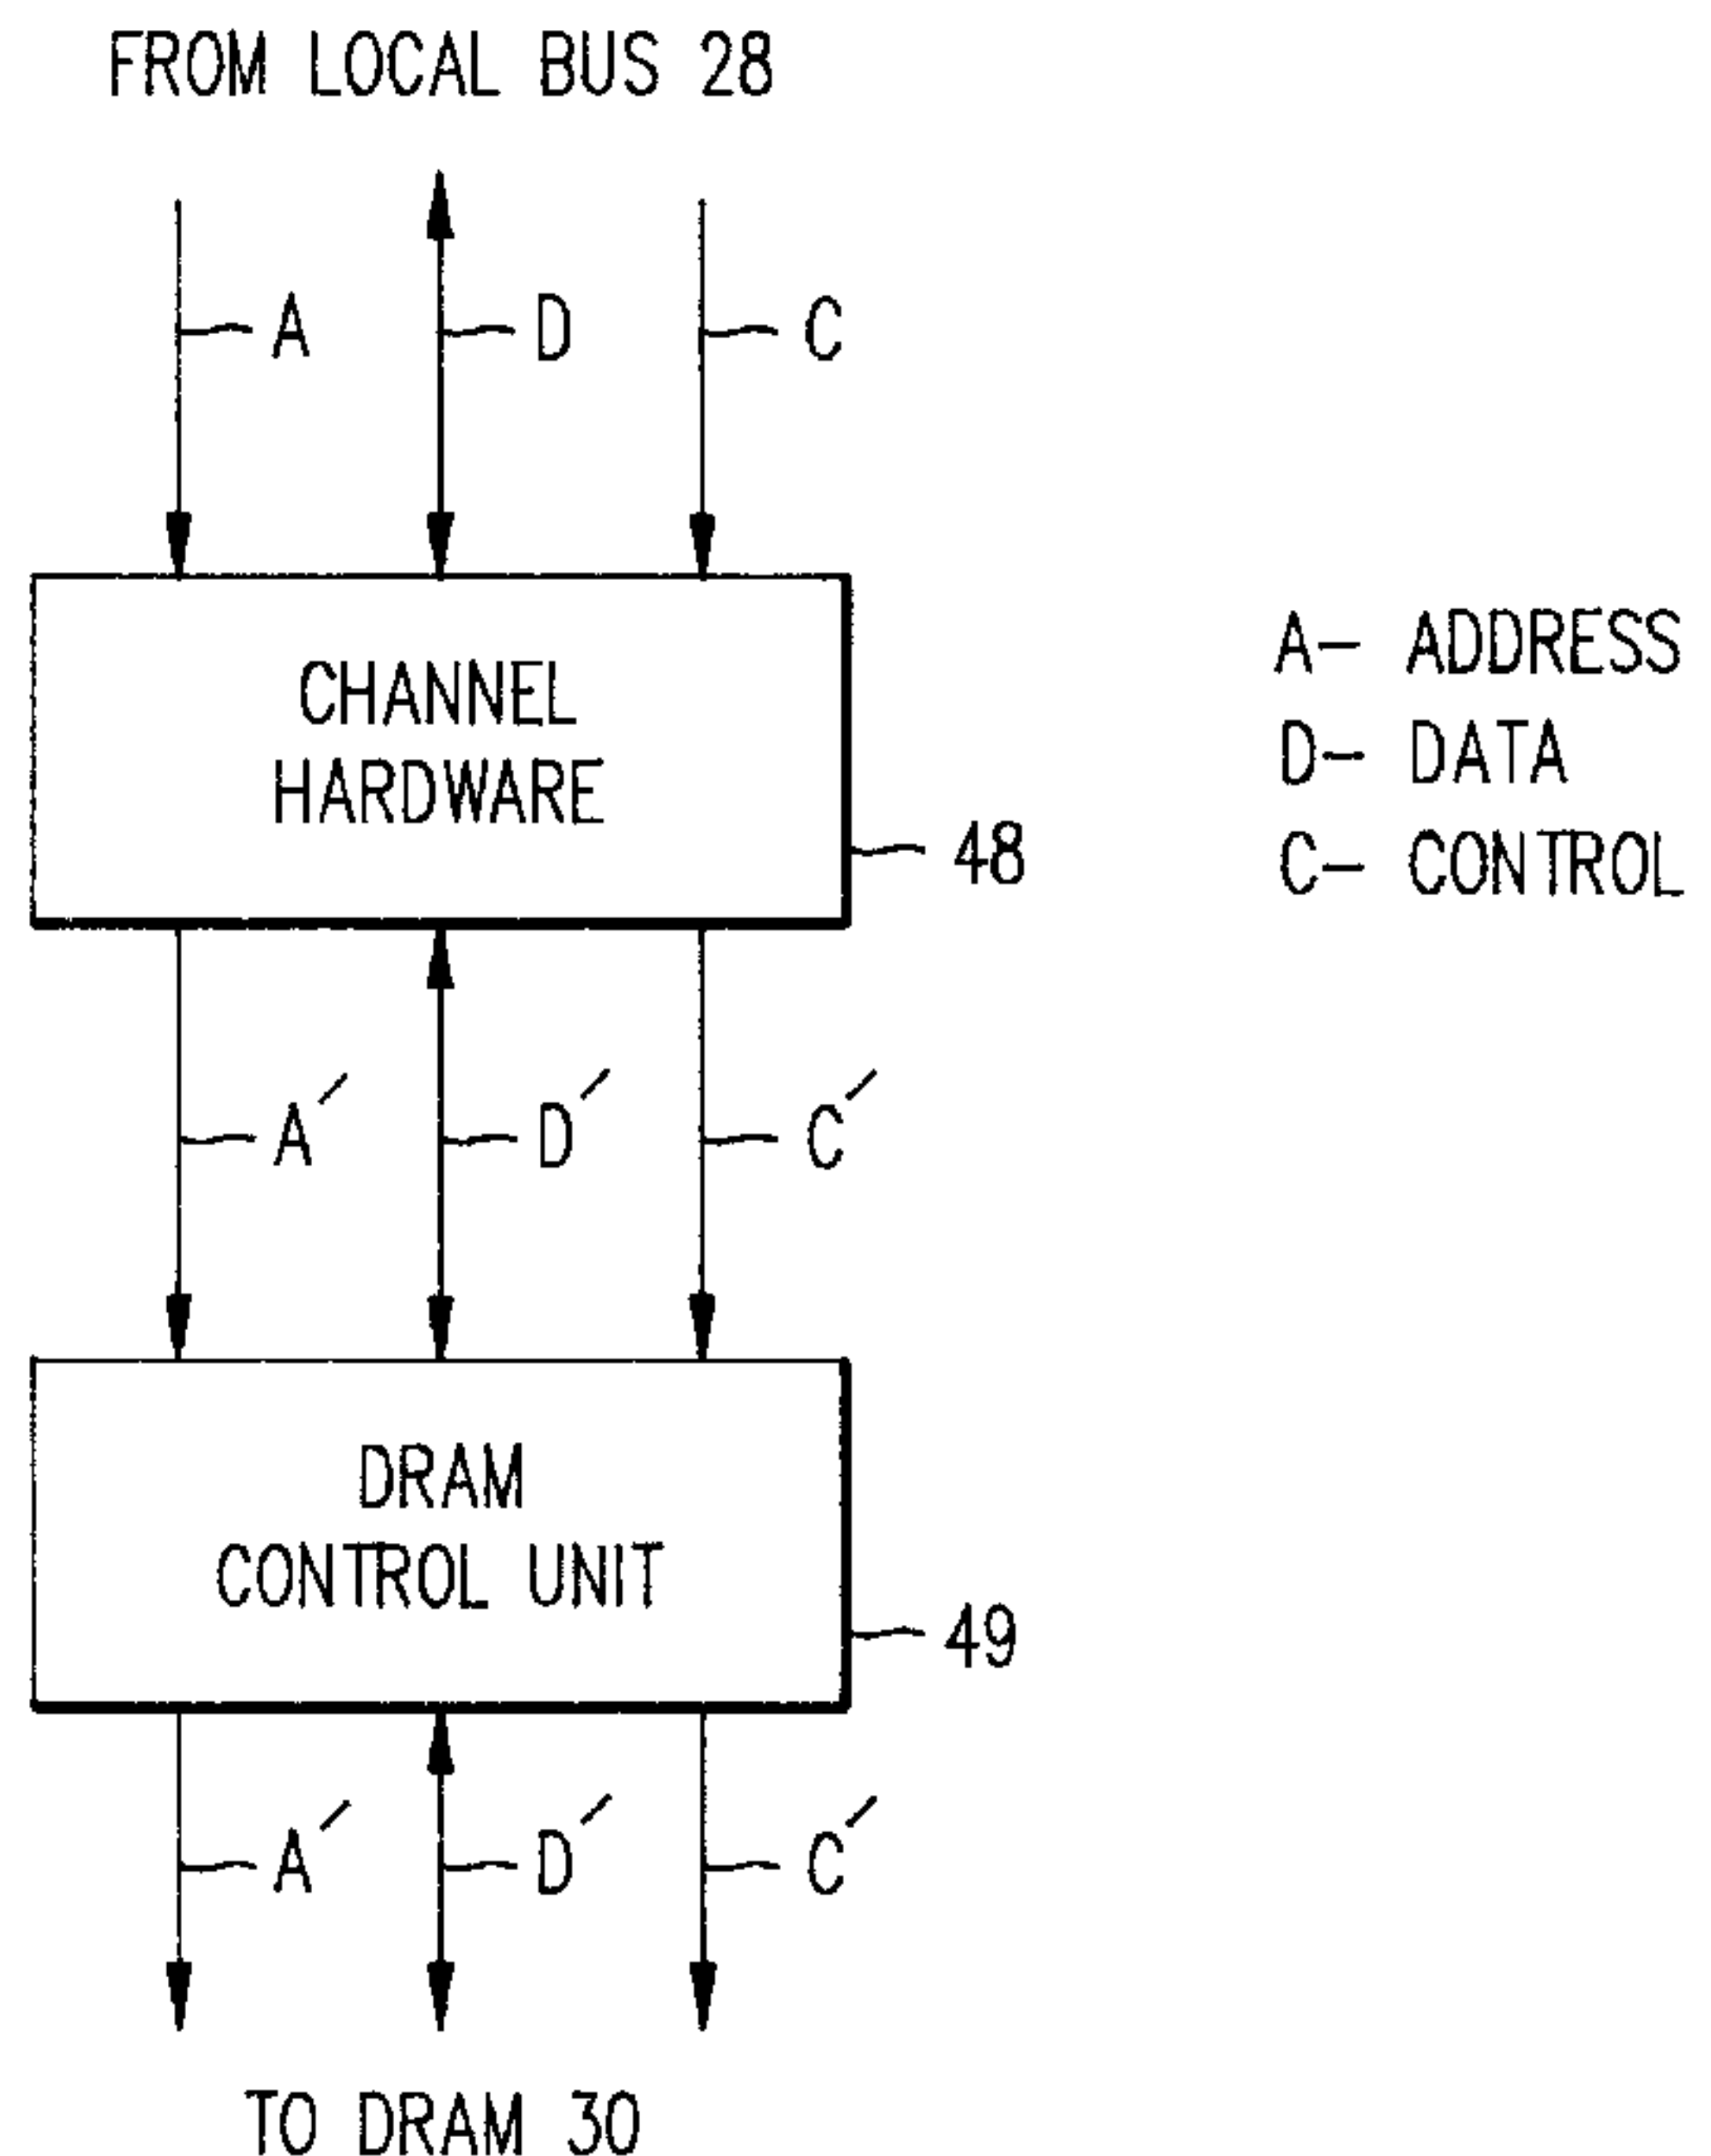 FROM LOCAL BUS 28
A
D
C
CHANNEL
HARDWARE
48
A- ADDRESS
D- DATA
C- CONTROL
A′
D′
C′
DRAM
CONTROL UNIT
49
A′
D′
C′
TO DRAM 30